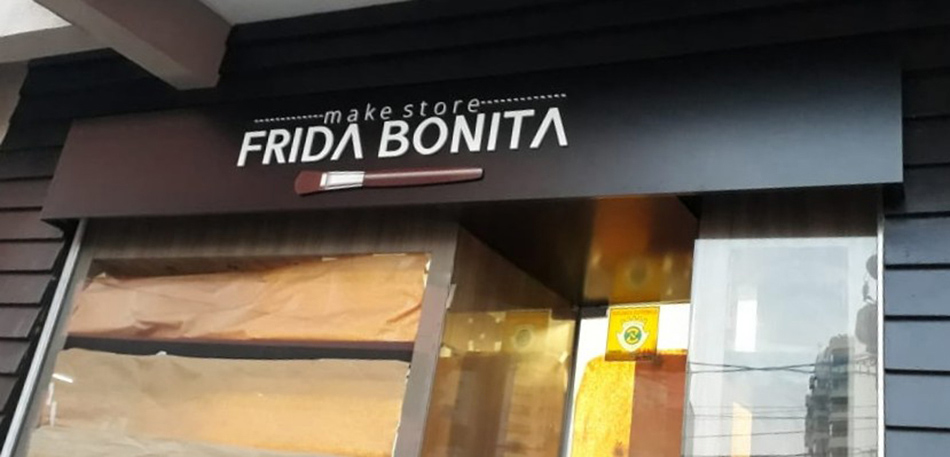 make store
FRIDA BONITA